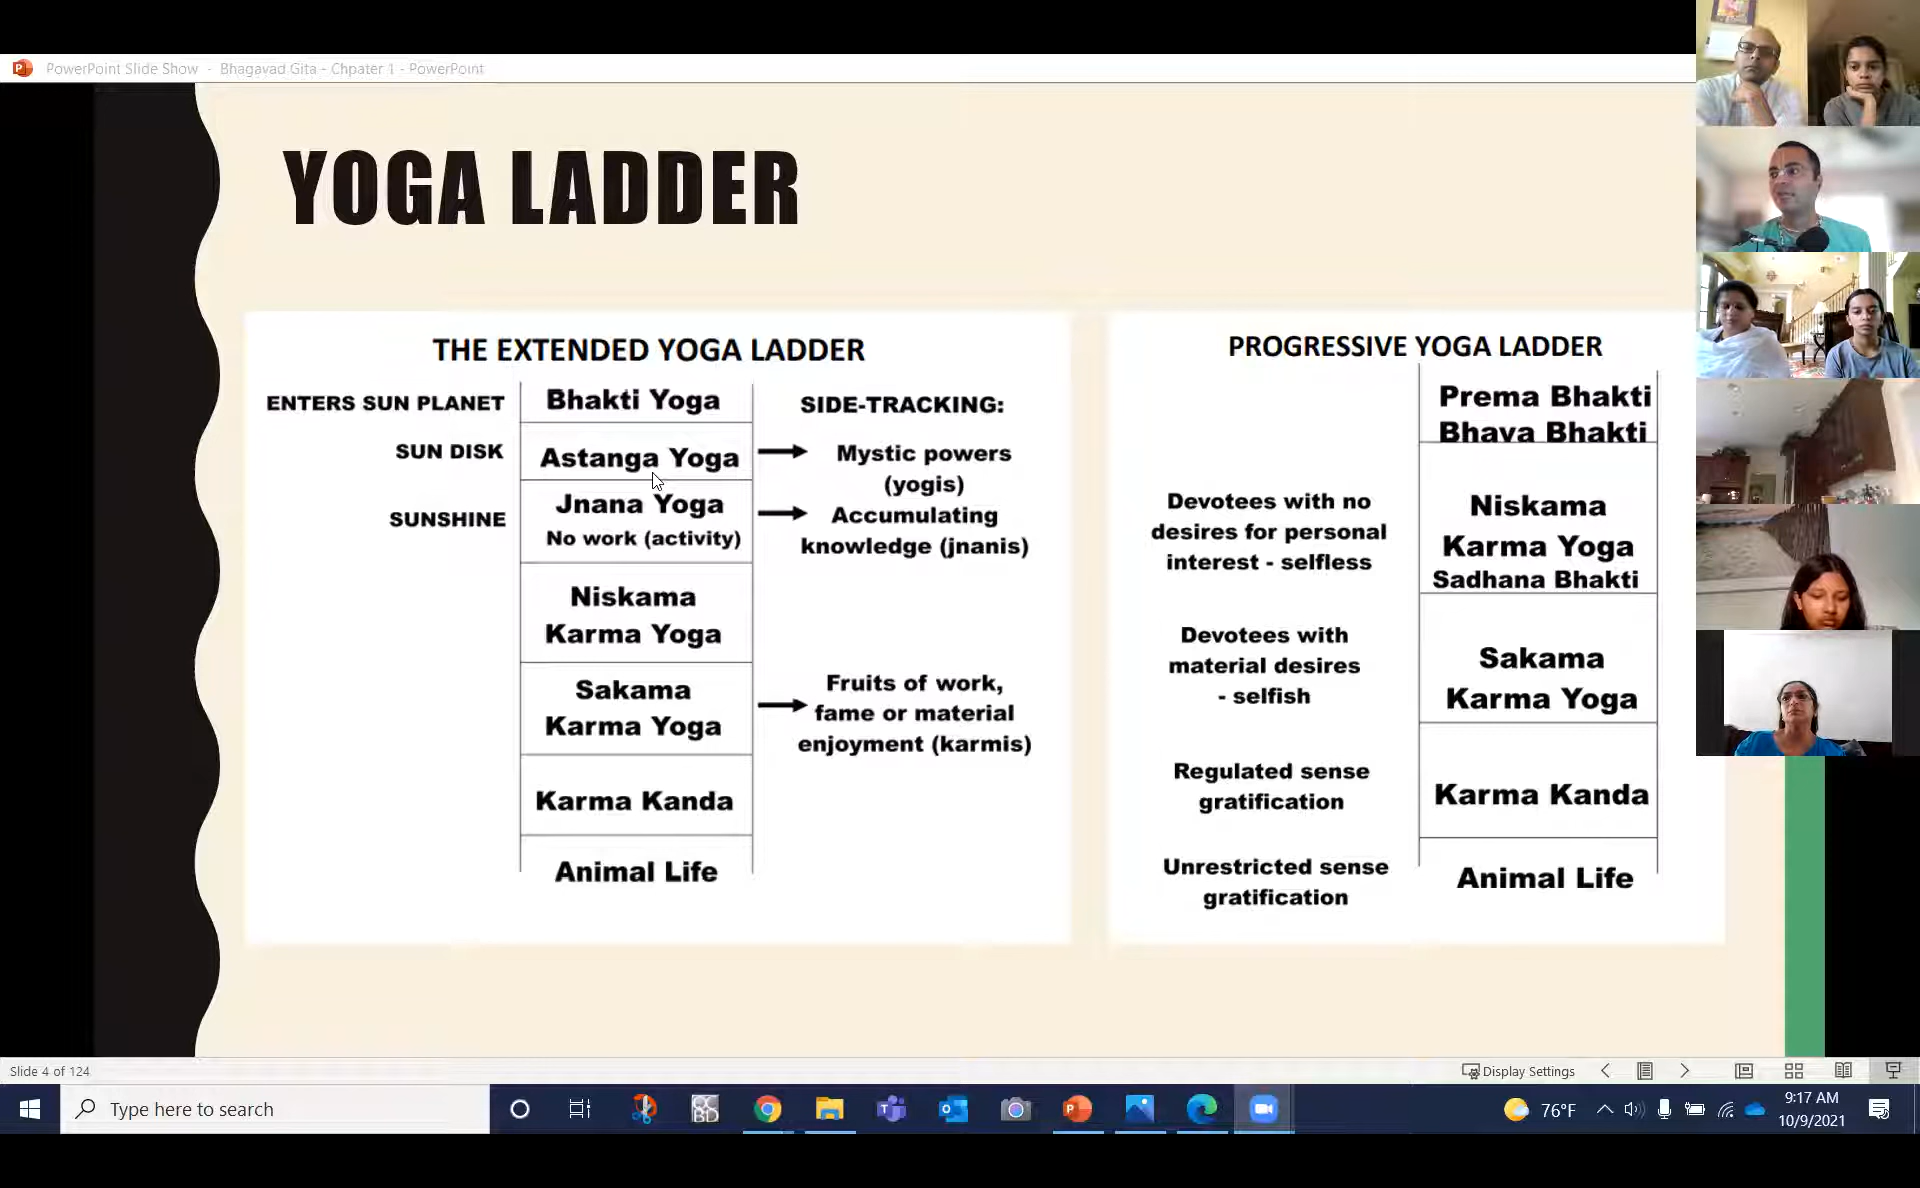 PowerPoint Slide Show - Bhagavad Gita - Chpater 1 - PowerPoint
YOGA LADDER
THE EXTENDED YOGA LADDER
ENTERS SUN PLANET
SUN DISK
SUNSHINE
Bhakti Yoga
Astanga Yoga
Jnana Yoga
No work (activity)
Niskama
Karma Yoga
Sakama
Karma Yoga
Karma Kanda
Animal Life
SIDE-TRACKING:
Mystic powers
(yogis)
Accumulating
knowledge (jnanis)
Fruits of work,
fame or material
enjoyment (karmis)
PROGRESSIVE YOGA LADDER
Devotees with no
desires for personal
interest - selfless
Devotees with
material desires
- selfish
Regulated sense
gratification
Unrestricted sense
gratification
Prema Bhakti
Bhava Bhakti
Niskama
Karma Yoga
Sadhana Bhakti
Sakama
Karma Yoga
Karma Kanda
Animal Life
Slide 4 of 124
Display Settings
Type here to search
76°F
9:17 AM
10/9/2021